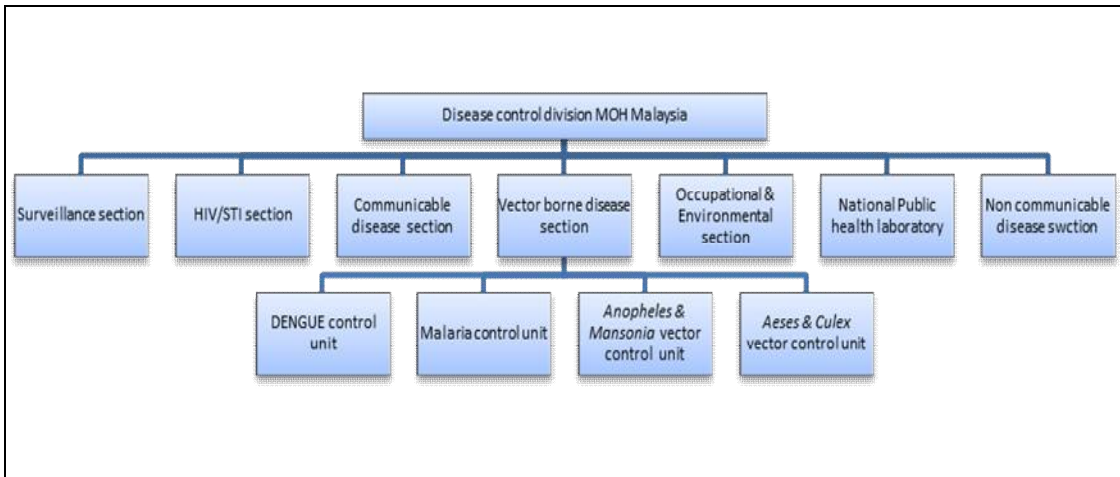 Disease control division MOH Malaysia
Surveillance section
HIV/STI section
Communicable
disease section
Vector borne disease
section
Occupational &
Environmental
section
National Public
health laboratory
Non communicable
disease swction
DENGUE control
unit
Malaria control unit
Anopheles &
Mansonia vector
control unit
Aeses & Culex
vector control unit